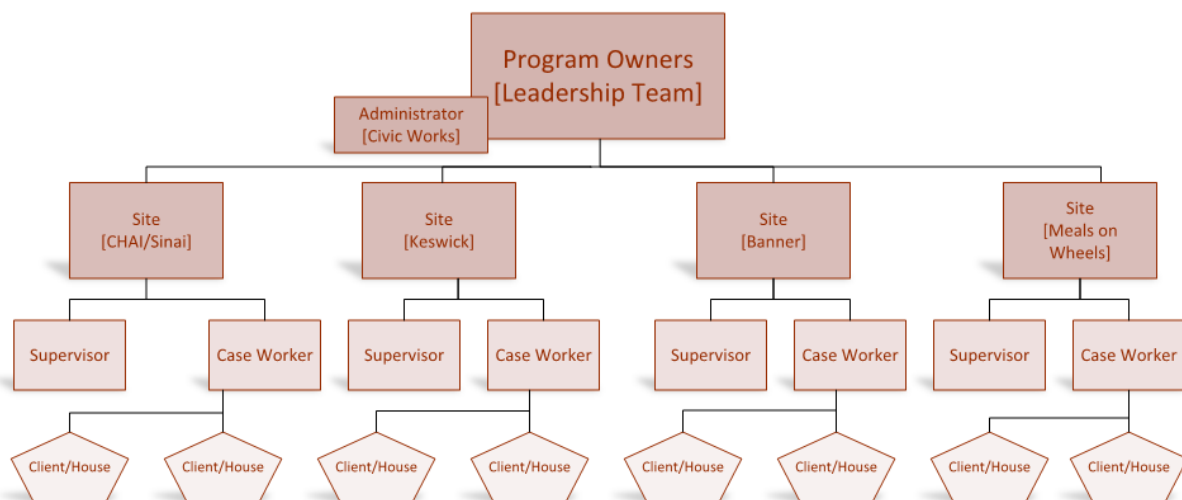 Program Owners
[Leadership Team]
Administrator
[Civic Works]
Site
[CHAI/Sinai]
Site
[Keswick]
Site
[Banner]
Site
[Meals on
Wheels]
Supervisor
Case Worker
Supervisor
Case Worker
Supervisor
Case Worker
Supervisor
Case Worker
Client/House
Client/House
Client/House
Client/House
Client/House
Client/House
Client/House
Client/House